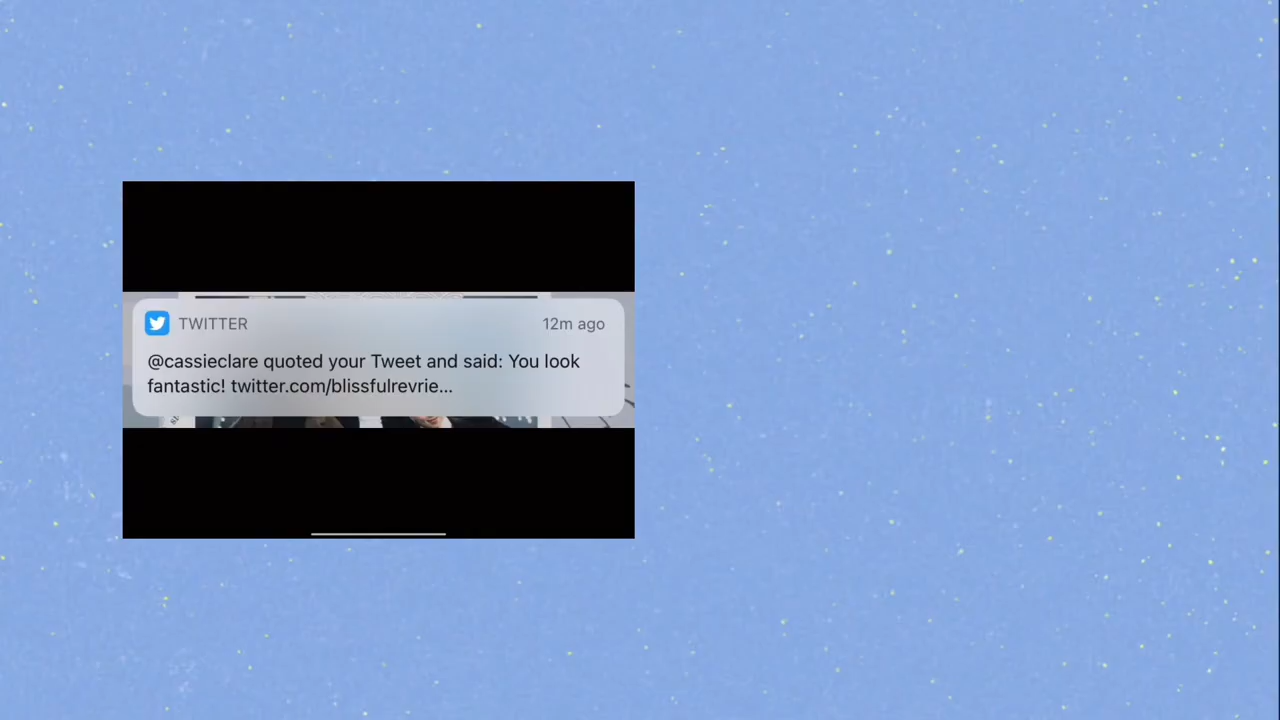 TWITTER 12m ago
@cassieclare quoted your Tweet and said: You look
fantastic! twitter.com/blissfulrevrie...